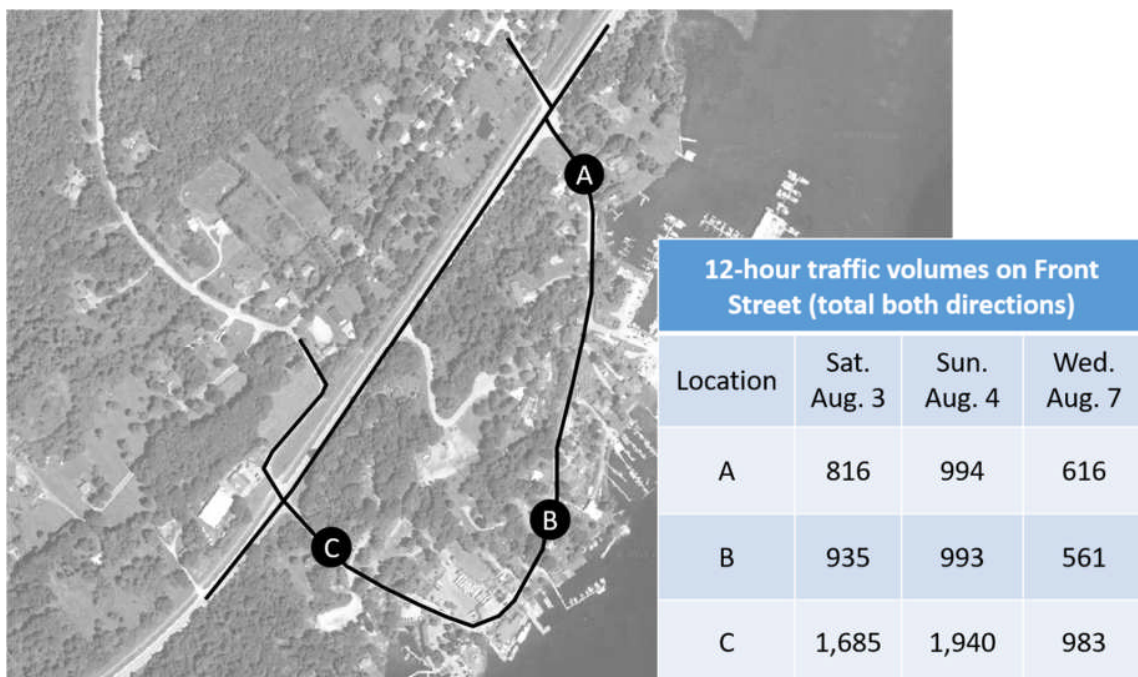 A
B
C
12-hour traffic volumes on Front
Street (total both directions)
Location Sat. Sun. Wed.
Aug. 3 Aug. 4 Aug. 7
A 816 994 616
B 935 993 561
C 1,685 1,940 983